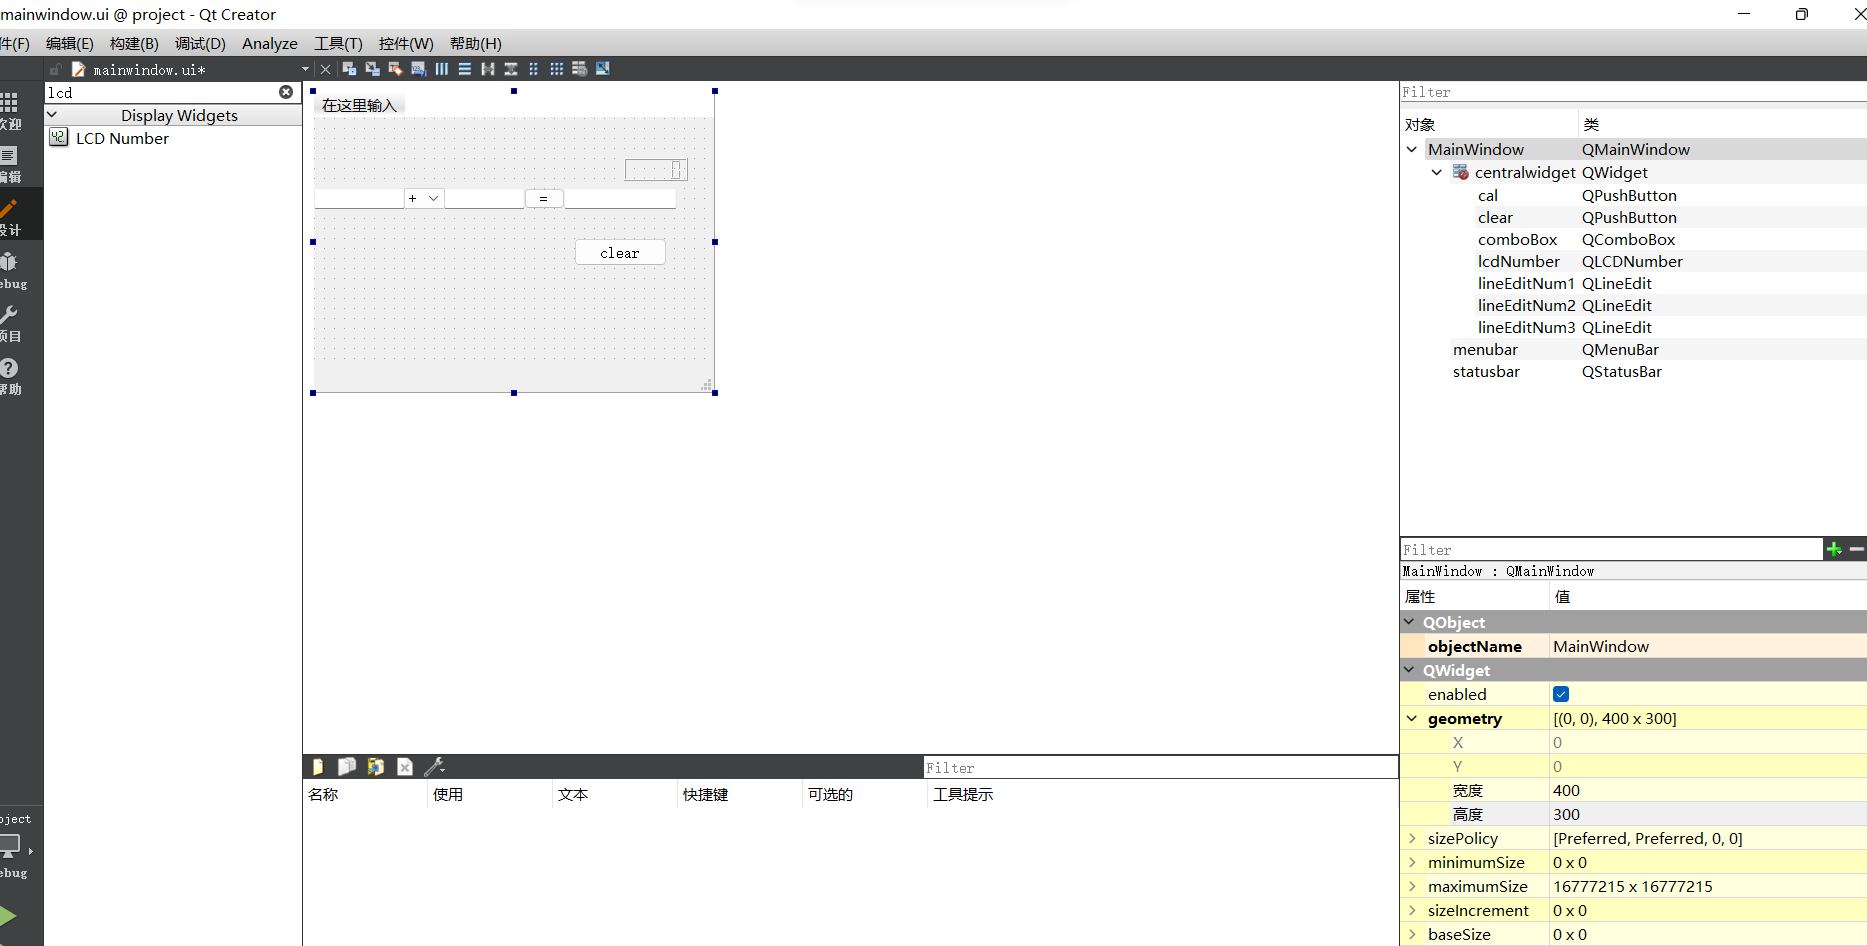 mainwindow.ui @ project - Qt Creator
件(F) 编辑(E) 构建(B) 调试(D) Analyze 工具(T) 控件(W) 帮助(H)
mainwindow.ui*
欢迎
编辑
设计
ebug
项目
帮助
oject
ebug
lcd
Display Widgets
LCD Number
在这里输入
0
+ =
clear
Filter
对象 类
MainWindow QMainWindow
centralwidget QWidget
cal QPushButton
clear QPushButton
comboBox QComboBox
lcdNumber QLCDNumber
lineEditNum1 QLineEdit
lineEditNum2 QLineEdit
lineEditNum3 QLineEdit
menubar QMenuBar
statusbar QStatusBar
Filter
MainWindow : QMainWindow
属性 值
QObject
objectName MainWindow
QWidget
enabled
geometry [(0, 0), 400 x 300]
X 0
Y 0
宽度 400
高度 300
sizePolicy [Preferred, Preferred, 0, 0]
minimumSize 0 x 0
maximumSize 16777215 x 16777215
sizeIncrement 0 x 0
baseSize 0 x 0
Filter
名称 使用 文本 快捷键 可选的 工具提示